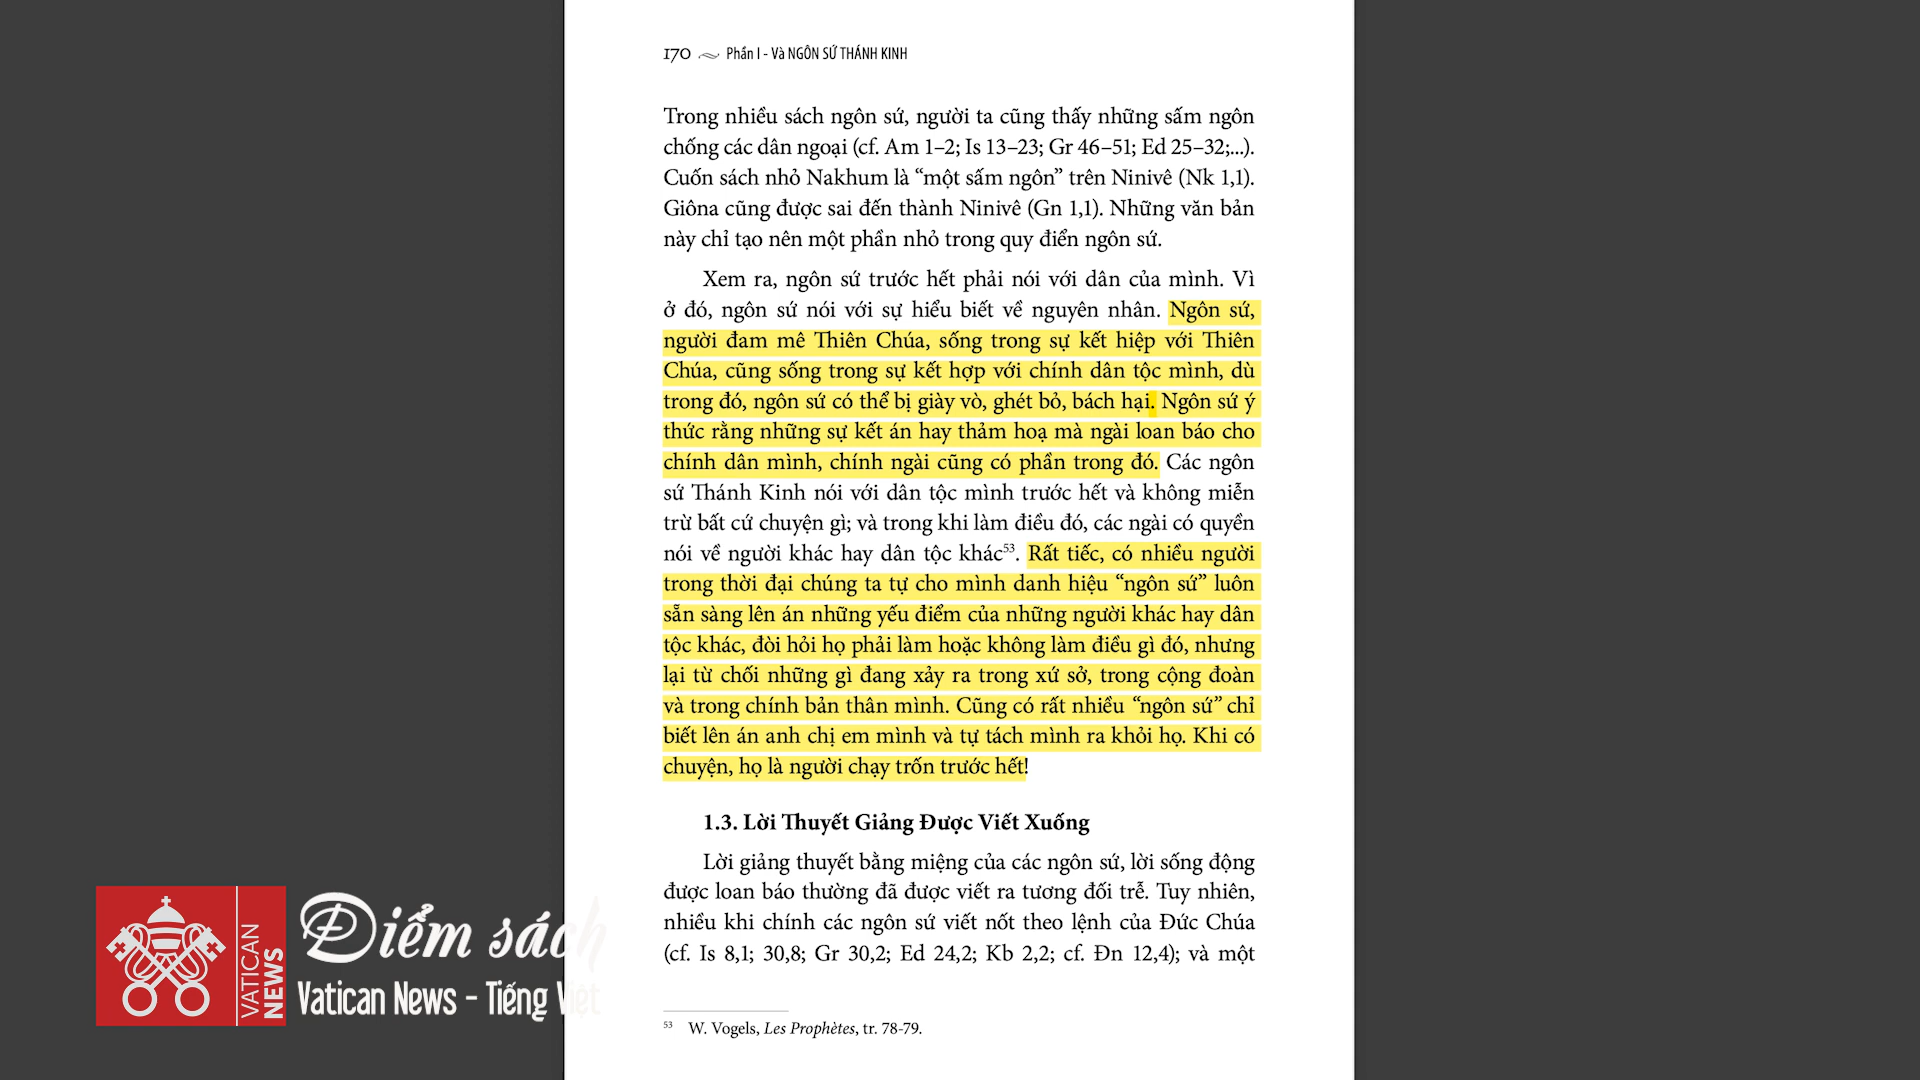 170 Phần I - Và NGÔN SỨ THÁNH KINH
Trong nhiều sách ngôn sứ, người ta cũng thấy những sấm ngôn
chống các dân ngoại (cf. Am 1–2; Is 13–23; Gr 46–51; Ed 25–32;...).
Cuốn sách nhỏ Nakhum là “một sấm ngôn” trên Ninivê (Nk 1,1).
Giôna cũng được sai đến thành Ninivê (Gn 1,1). Những văn bản
này chỉ tạo nên một phần nhỏ trong quy điển ngôn sứ.
Xem ra, ngôn sứ trước hết phải nói với dân của mình. Vì
ở đó, ngôn sứ nói với sự hiểu biết về nguyên nhân. Ngôn sứ,
người đam mê Thiên Chúa, sống trong sự kết hiệp với Thiên
Chúa, cũng sống trong sự kết hợp với chính dân tộc mình, dù
trong đó, ngôn sứ có thể bị giày vò, ghét bỏ, bách hại. Ngôn sứ ý
thức rằng những sự kết án hay thảm hoạ mà ngài loan báo cho
chính dân mình, chính ngài cũng có phần trong đó. Các ngôn
sứ Thánh Kinh nói với dân tộc mình trước hết và không miễn
trừ bất cứ chuyện gì; và trong khi làm điều đó, các ngài có quyền
nói về người khác hay dân tộc khác53. Rất tiếc, có nhiều người
trong thời đại chúng ta tự cho mình danh hiệu “ngôn sứ” luôn
sẵn sàng lên án những yếu điểm của những người khác hay dân
tộc khác, đòi hỏi họ phải làm hoặc không làm điều gì đó, nhưng
lại từ chối những gì đang xảy ra trong xứ sở, trong cộng đoàn
và trong chính bản thân mình. Cũng có rất nhiều “ngôn sứ” chỉ
biết lên án anh chị em mình và tự tách mình ra khỏi họ. Khi có
chuyện, họ là người chạy trốn trước hết!
1.3. Lời Thuyết Giảng Được Viết Xuống
Lời giảng thuyết bằng miệng của các ngôn sứ, lời sống động
được loan báo thường đã được viết ra tương đối trễ. Tuy nhiên,
nhiều khi chính các ngôn sứ viết nốt theo lệnh của Đức Chúa
(cf. Is 8,1; 30,8; Gr 30,2; Ed 24,2; Kb 2,2; cf. Đn 12,4); và một
53 W. Vogels, Les Prophètes, tr. 78-79.
VATICAN
NEWS
Điểm sách
Vatican News - Tiếng Việt